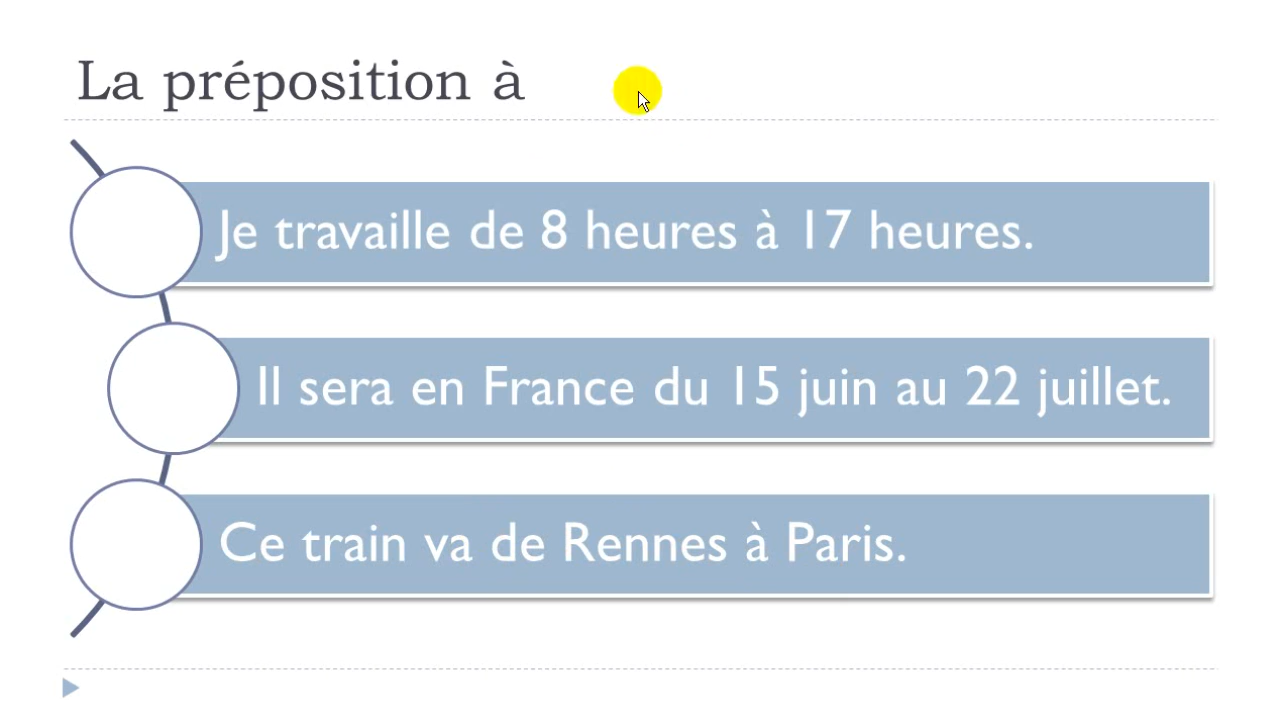 La préposition à
Je travaille de 8 heures à 17 heures.
Il sera en France du 15 juin au 22 juillet.
Ce train va de Rennes à Paris.